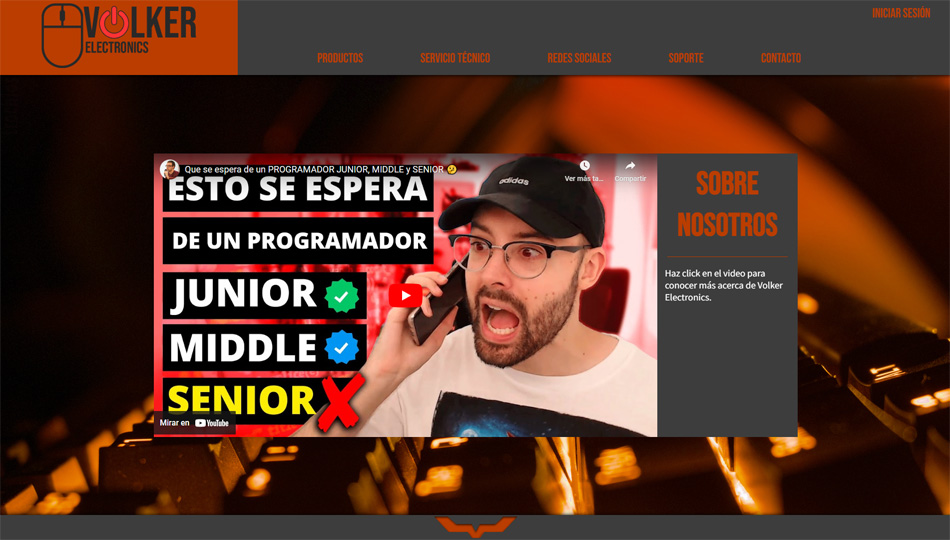 VOLKER
ELECTRONICS
INICIAR SESIÓN
PRODUCTOS
SERVICIO TÉCNICO
REDES SOCIALES
SOPORTE
CONTACTO
Que se espera de un PROGRAMADOR JUNIOR, MIDDLE y SENIOR
Ver más ta...
Compartir
ESTO SE ESPERA
DE UN PROGRAMADOR
JUNIOR
MIDDLE
SENIOR
adidas
Mirar en YouTube
SOBRE
NOSOTROS
Haz click en el video para
conocer más acerca de Volker
Electronics.